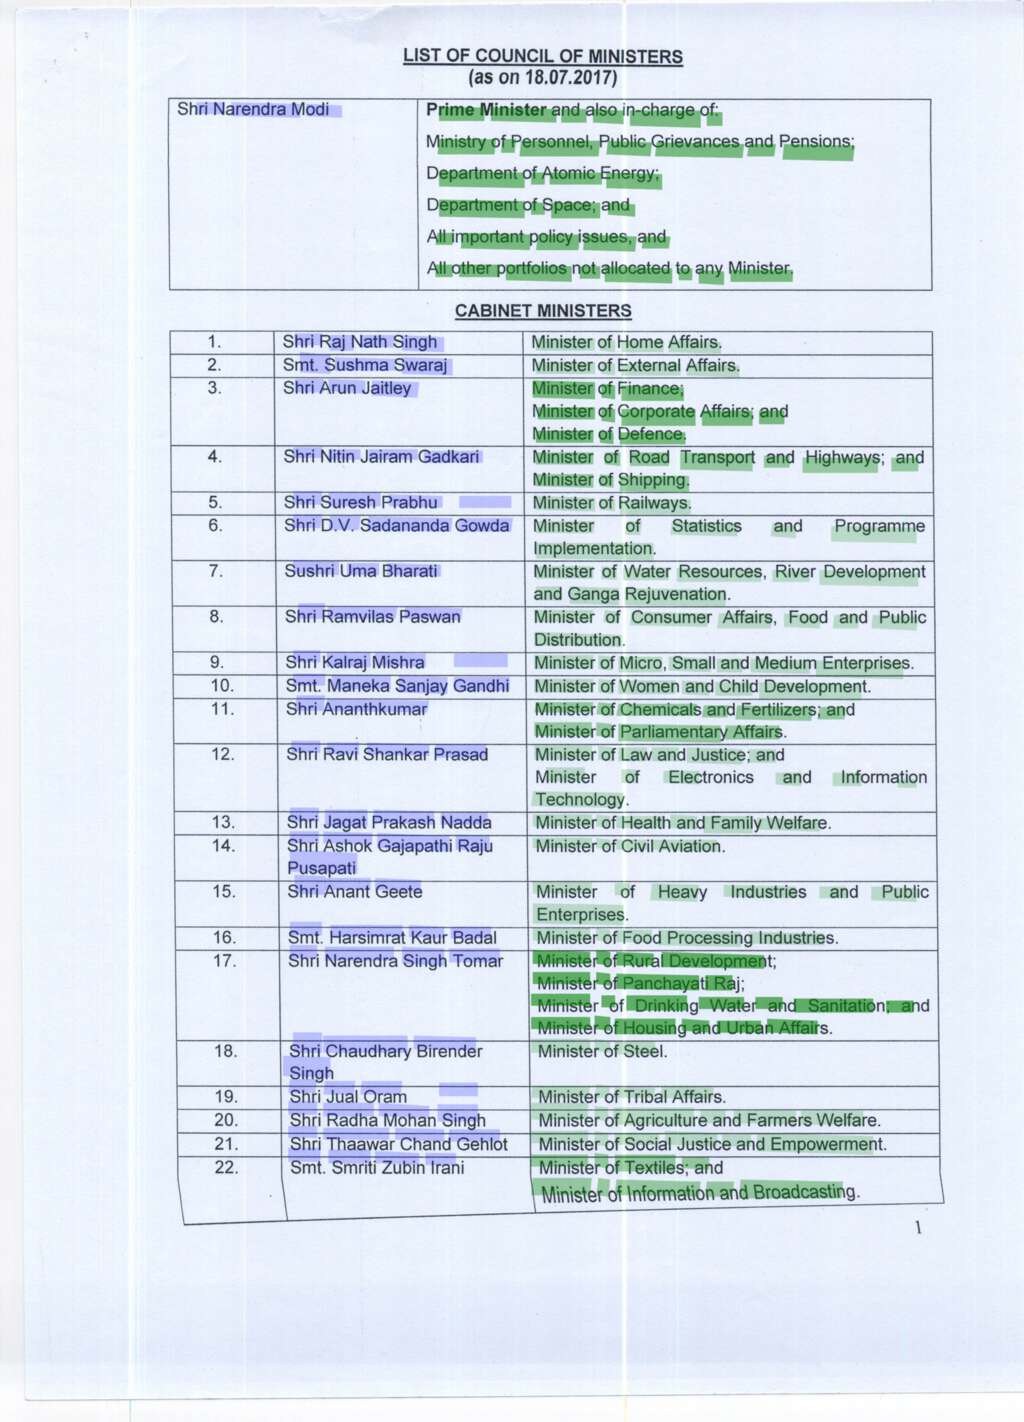 LIST OF COUNCIL OF MINISTERS
(as on 18.07.2017)
Shri Narendra Modi
Prime Minister and also in-charge of:
Ministry of Personnel, Public Grievances and Pensions;
Department of Atomic Energy;
Department of Space; and
All important policy issues, and
All other portfolios not allocated to any Minister.
CABINET MINISTERS
1. Shri Raj Nath Singh Minister of Home Affairs.
2. Smt. Sushma Swaraj Minister of External Affairs.
3. Shri Arun Jaitley Minister of Finance;
Minister of Corporate Affairs; and
Minister of Defence.
4. Shri Nitin Jairam Gadkari Minister of Road Transport and Highways; and
Minister of Shipping.
5. Shri Suresh Prabhu Minister of Railways.
6. Shri D.V. Sadananda Gowda Minister of Statistics and Programme
Implementation.
7. Sushri Uma Bharati Minister of Water Resources, River Development
and Ganga Rejuvenation.
8. Shri Ramvilas Paswan Minister of Consumer Affairs, Food and Public
Distribution.
9. Shri Kalraj Mishra Minister of Micro, Small and Medium Enterprises.
10. Smt. Maneka Sanjay Gandhi Minister of Women and Child Development.
11. Shri Ananthkumar Minister of Chemicals and Fertilizers; and
Minister of Parliamentary Affairs.
12. Shri Ravi Shankar Prasad Minister of Law and Justice; and
Minister of Electronics and Information
Technology.
13. Shri Jagat Prakash Nadda Minister of Health and Family Welfare.
14. Shri Ashok Gajapathi Raju Minister of Civil Aviation.
Pusapati
15. Shri Anant Geete Minister of Heavy Industries and Public
Enterprises.
16. Smt. Harsimrat Kaur Badal Minister of Food Processing Industries.
17. Shri Narendra Singh Tomar Minister of Rural Development;
Minister of Panchayati Raj;
Minister of Drinking Water and Sanitation; and
Minister of Housing and Urban Affairs.
18. Shri Chaudhary Birender Minister of Steel.
Singh
19. Shri Jual Oram Minister of Tribal Affairs.
20. Shri Radha Mohan Singh Minister of Agriculture and Farmers Welfare.
21. Shri Thaawar Chand Gehlot Minister of Social Justice and Empowerment.
22. Smt. Smriti Zubin Irani Minister of Textiles; and
Minister of Information and Broadcasting.
1